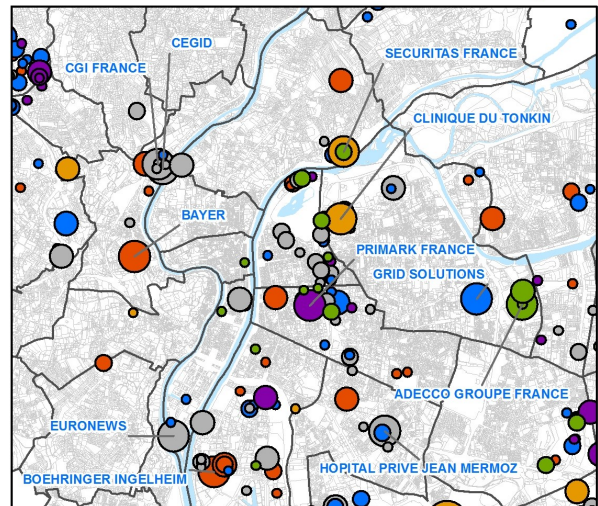 CEGID
SECURITAS FRANCE
CGI FRANCE
CLINIQUE DU TONKIN
BAYER
PRIMARK FRANCE
GRID SOLUTIONS
ADECCO GROUPE FRANCE
EURONEWS
HOPITAL PRIVE JEAN MERMOZ
BOEHRINGER INGELHEIM